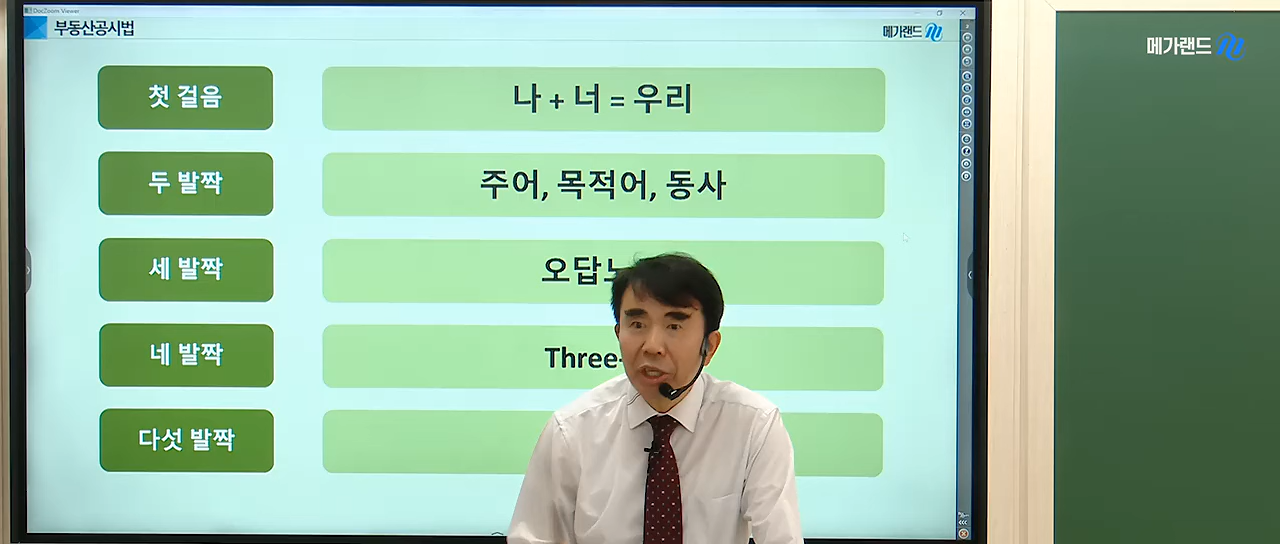 DocZoom Viewer
부동산공시법
메가랜드
메가랜드
첫 걸음
나 + 너 = 우리
두 발짝
주어, 목적어, 동사
세 발짝
오답
네 발짝
Three-
다섯 발짝